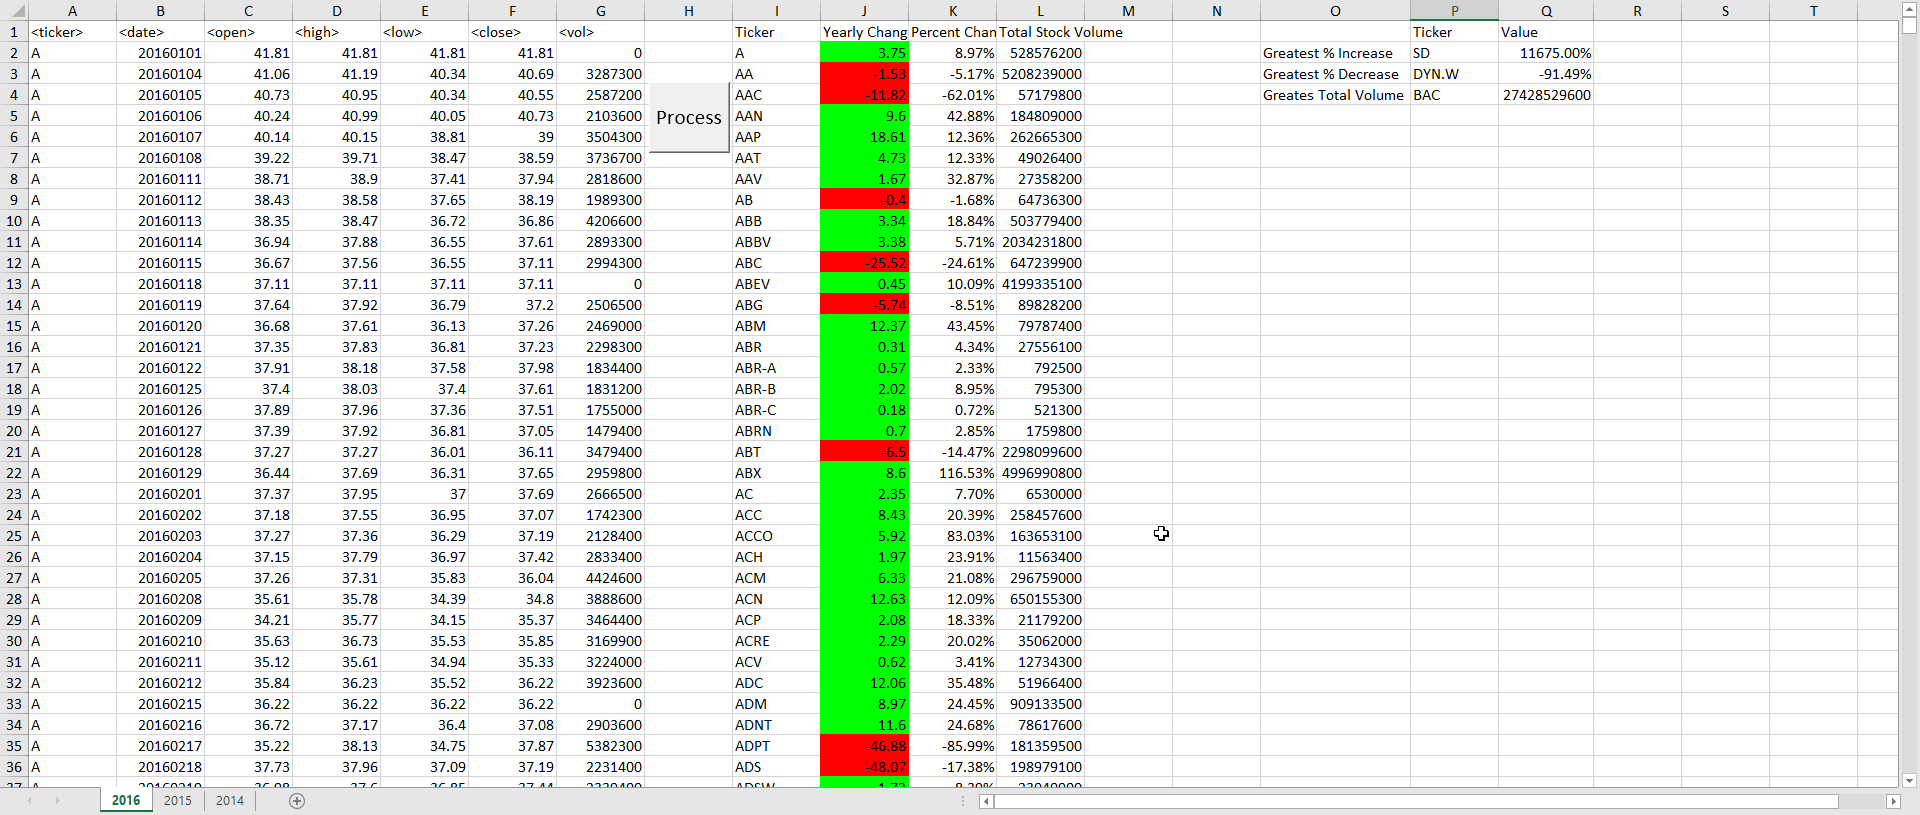 A B C D E F G H I J K L M N O P Q R S T
1 <ticker> <date> <open> <high> <low> <close> <vol> Ticker Yearly Chang Percent Chan Total Stock Volume Ticker Value
2 A 20160101 41.81 41.81 41.81 41.81 0 A 3.75 8.97% 528576200 Greatest % Increase SD 11675.00%
3 A 20160104 41.06 41.19 40.34 40.69 3287300 AA -1.53 -5.17% 5208239000 Greatest % Decrease DYN.W -91.49%
4 A 20160105 40.73 40.95 40.34 40.55 2587200 AAC -11.82 -62.01% 57179800 Greates Total Volume BAC 27428529600
5 A 20160106 40.24 40.99 40.05 40.73 2103600 Process AAN 9.6 42.88% 184809000
6 A 20160107 40.14 40.15 38.81 39 3504300 AAP 18.61 12.36% 262665300
7 A 20160108 39.22 39.71 38.47 38.59 3736700 AAT 4.73 12.33% 49026400
8 A 20160111 38.71 38.9 37.41 37.94 2818600 AAV 1.67 32.87% 27358200
9 A 20160112 38.43 38.58 37.65 38.19 1989300 AB -0.4 -1.68% 64736300
10 A 20160113 38.35 38.47 36.72 36.86 4206600 ABB 3.34 18.84% 503779400
11 A 20160114 36.94 37.88 36.55 37.61 2893300 ABBV 3.38 5.71% 2034231800
12 A 20160115 36.67 37.56 36.55 37.11 2994300 ABC -25.52 -24.61% 647239900
13 A 20160118 37.11 37.11 37.11 37.11 0 ABEV 0.45 10.09% 4199335100
14 A 20160119 37.64 37.92 36.79 37.2 2506500 ABG -5.74 -8.51% 89828200
15 A 20160120 36.68 37.61 36.13 37.26 2469000 ABM 12.37 43.45% 79787400
16 A 20160121 37.35 37.83 36.81 37.23 2298300 ABR 0.31 4.34% 27556100
17 A 20160122 37.91 38.18 37.58 37.98 1834400 ABR-A 0.57 2.33% 792500
18 A 20160125 37.4 38.03 37.4 37.61 1831200 ABR-B 2.02 8.95% 795300
19 A 20160126 37.89 37.96 37.36 37.51 1755000 ABR-C 0.18 0.72% 521300
20 A 20160127 37.39 37.92 36.81 37.05 1479400 ABRN 0.7 2.85% 1759800
21 A 20160128 37.27 37.27 36.01 36.11 3479400 ABT -6.5 -14.47% 2298099600
22 A 20160129 36.44 37.69 36.31 37.65 2959800 ABX 8.6 116.53% 4996990800
23 A 20160201 37.37 37.95 37 37.69 2666500 AC 2.35 7.70% 6530000
24 A 20160202 37.18 37.55 36.95 37.07 1742300 ACC 8.43 20.39% 258457600
25 A 20160203 37.27 37.36 36.29 37.19 2128400 ACCO 5.92 83.03% 163653100
26 A 20160204 37.15 37.79 36.97 37.42 2833400 ACH 1.97 23.91% 11563400
27 A 20160205 37.26 37.31 35.83 36.04 4424600 ACM 6.33 21.08% 296759000
28 A 20160208 35.61 35.78 34.39 34.8 3888600 ACN 12.63 12.09% 650155300
29 A 20160209 34.21 35.77 34.15 35.37 3464400 ACP 2.08 18.33% 21179200
30 A 20160210 35.63 36.73 35.53 35.85 3169900 ACRE 2.29 20.02% 35062000
31 A 20160211 35.12 35.61 34.94 35.33 3224000 ACV 0.62 3.41% 12734300
32 A 20160212 35.84 36.23 35.52 36.22 3923600 ADC 12.06 35.48% 51966400
33 A 20160215 36.22 36.22 36.22 36.22 0 ADM 8.97 24.45% 909133500
34 A 20160216 36.72 37.17 36.4 37.08 2903600 ADNT 11.6 24.68% 78617600
35 A 20160217 35.22 38.13 34.75 37.87 5382300 ADPT -46.88 -85.99% 181359500
36 A 20160218 37.73 37.96 37.09 37.19 2231400 ADS -48.07 -17.38% 198979100
2016 2015 2014